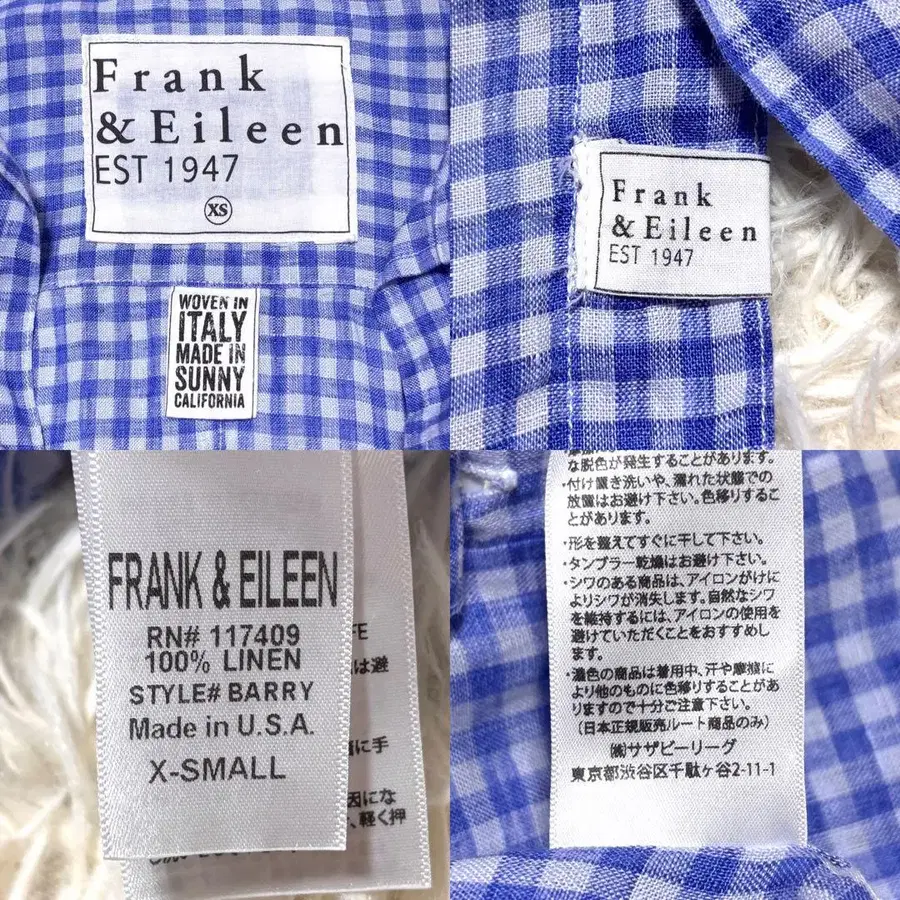 Frank
& Eileen
EST 1947
XS
WOVEN IN
ITALY
MADE IN
SUNNY
CALIFORNIA
Frank
& Eileen
EST 1947
FRANK & EILEEN
RN# 117409
100% LINEN
STYLE# BARRY
Made in U.S.A.
X-SMALL
FE
は避
に手
因にな
、軽く押
な脱色が発生することがあります。
・付け置き洗いや、濡れた状態での
放置はお避け下さい。色移りするこ
とがあります。
・形を整えてすぐに干して下さい。
・タンブラー乾燥はお避け下さい。
・シワのある商品は、アイロンがけに
よりシワが消失します。自然なシワ
を維持するには、アイロンの使用を
避けていただくことをおすすめし
ます。
・濃色の商品は着用中、汗や摩擦に
より他のものに色移りすることがあ
りますので十分ご注意下さい。
(日本正規販売ルート商品のみ)
㈱サザビーリーグ
東京都渋谷区千駄ヶ谷2-11-1